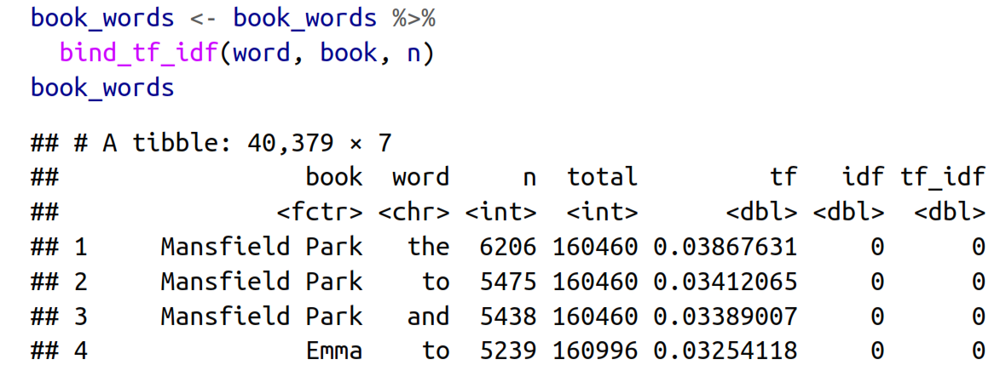 book_words <- book_words %>%
  bind_tf_idf(word, book, n)
book_words
## # A tibble: 40,379 × 7
##                 book  word     n  total         tf   idf tf_idf
##               <fctr> <chr> <int>  <int>      <dbl> <dbl>  <dbl>
## 1     Mansfield Park   the  6206 160460 0.03867631     0      0
## 2     Mansfield Park    to  5475 160460 0.03412065     0      0
## 3     Mansfield Park   and  5438 160460 0.03389007     0      0
## 4               Emma    to  5239 160996 0.03254118     0      0